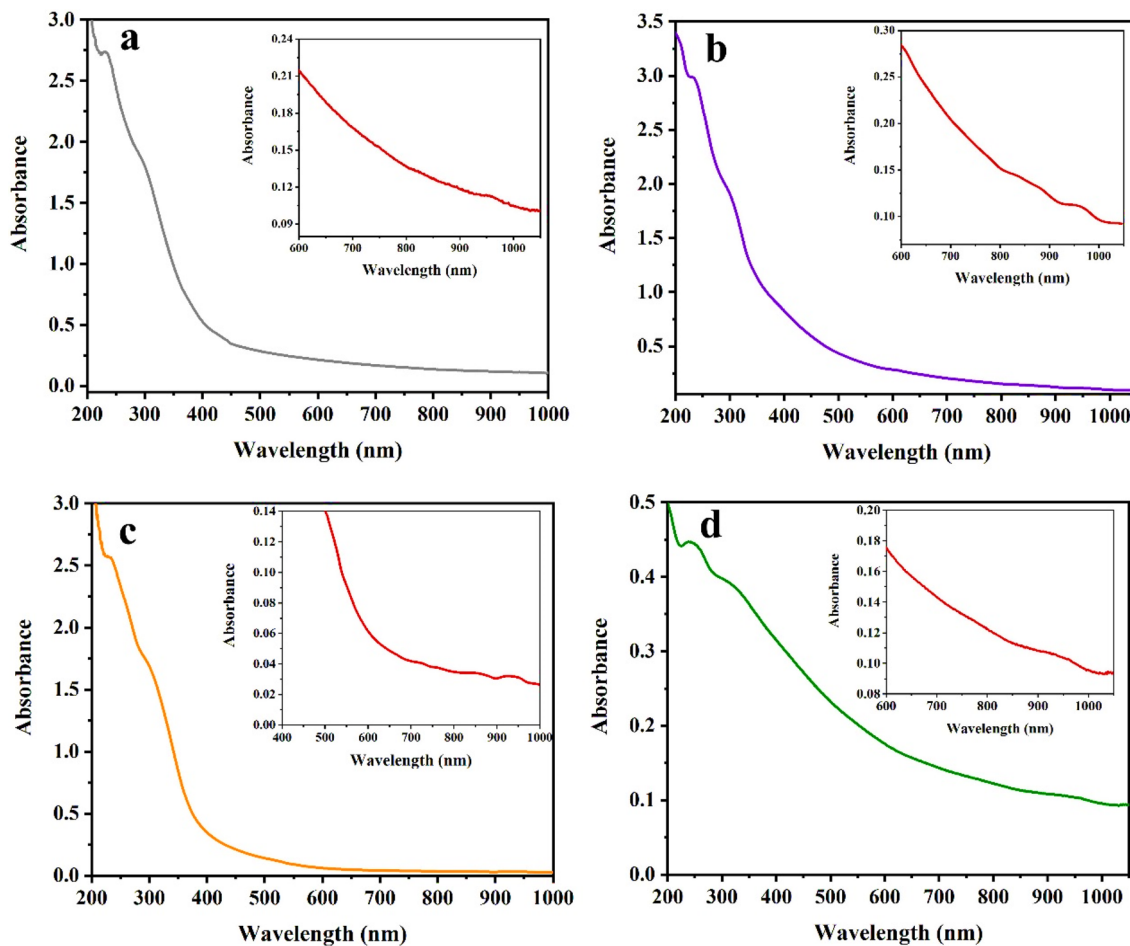 a
3.0
2.5
2.0
1.5
1.0
0.5
0.0
Absorbance
200 300 400 500 600 700 800 900 1000
Wavelength (nm)
0.24
0.21
0.18
0.15
0.12
0.09
Absorbance
600 700 800 900 1000
Wavelength (nm)
b
3.5
3.0
2.5
2.0
1.5
1.0
0.5
Absorbance
200 300 400 500 600 700 800 900 1000
Wavelength (nm)
0.30
0.25
0.20
0.15
0.10
Absorbance
600 700 800 900 1000
Wavelength (nm)
c
3.0
2.5
2.0
1.5
1.0
0.5
0.0
Absorbance
200 300 400 500 600 700 800 900 1000
Wavelength (nm)
0.14
0.12
0.10
0.08
0.06
0.04
0.02
0.00
Absorbance
400 500 600 700 800 900 1000
Wavelength (nm)
d
0.5
0.4
0.3
0.2
0.1
0.0
Absorbance
200 300 400 500 600 700 800 900 1000
Wavelength (nm)
0.20
0.18
0.16
0.14
0.12
0.10
0.08
Absorbance
600 700 800 900 1000
Wavelength (nm)